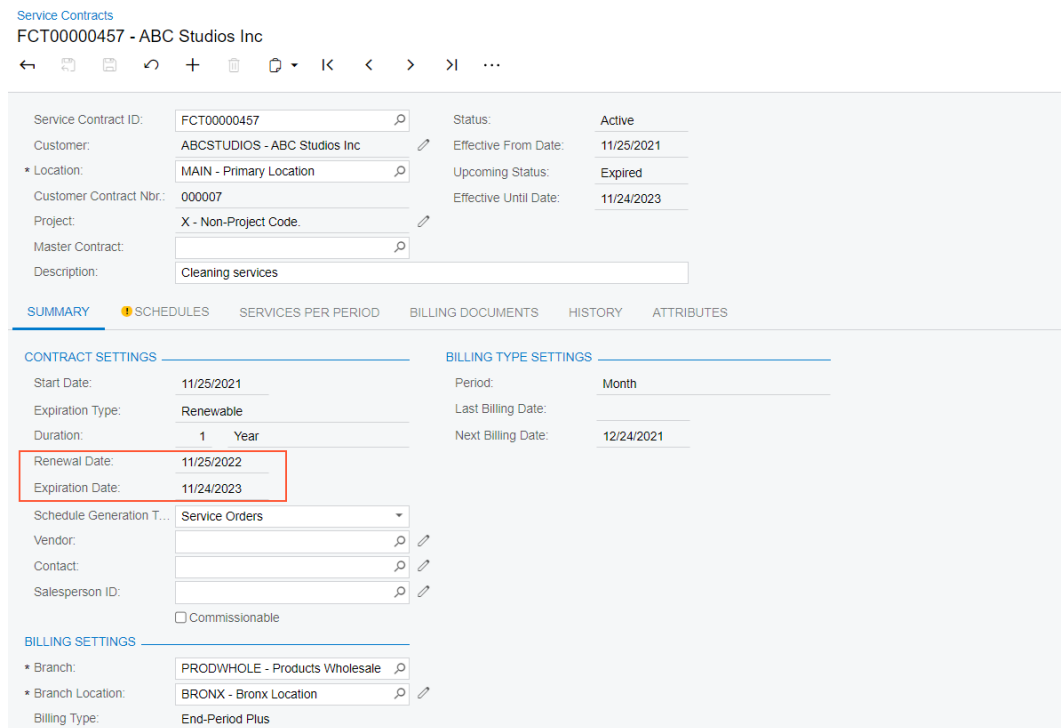 Service Contracts
FCT00000457 - ABC Studios Inc
Service Contract ID: FCT00000457 Status: Active
Customer: ABCSTUDIOS - ABC Studios Inc Effective From Date: 11/25/2021
* Location: MAIN - Primary Location Upcoming Status: Expired
Customer Contract Nbr.: 000007 Effective Until Date: 11/24/2023
Project: X - Non-Project Code.
Master Contract:
Description: Cleaning services
SUMMARY SCHEDULES SERVICES PER PERIOD BILLING DOCUMENTS HISTORY ATTRIBUTES
CONTRACT SETTINGS BILLING TYPE SETTINGS
Start Date: 11/25/2021 Period: Month
Expiration Type: Renewable Last Billing Date:
Duration: 1 Year Next Billing Date: 12/24/2021
Renewal Date: 11/25/2022
Expiration Date: 11/24/2023
Schedule Generation T... Service Orders
Vendor:
Contact:
Salesperson ID:
Commissionable
BILLING SETTINGS
* Branch: PRODWHOLE - Products Wholesale
* Branch Location: BRONX - Bronx Location
Billing Type: End-Period Plus